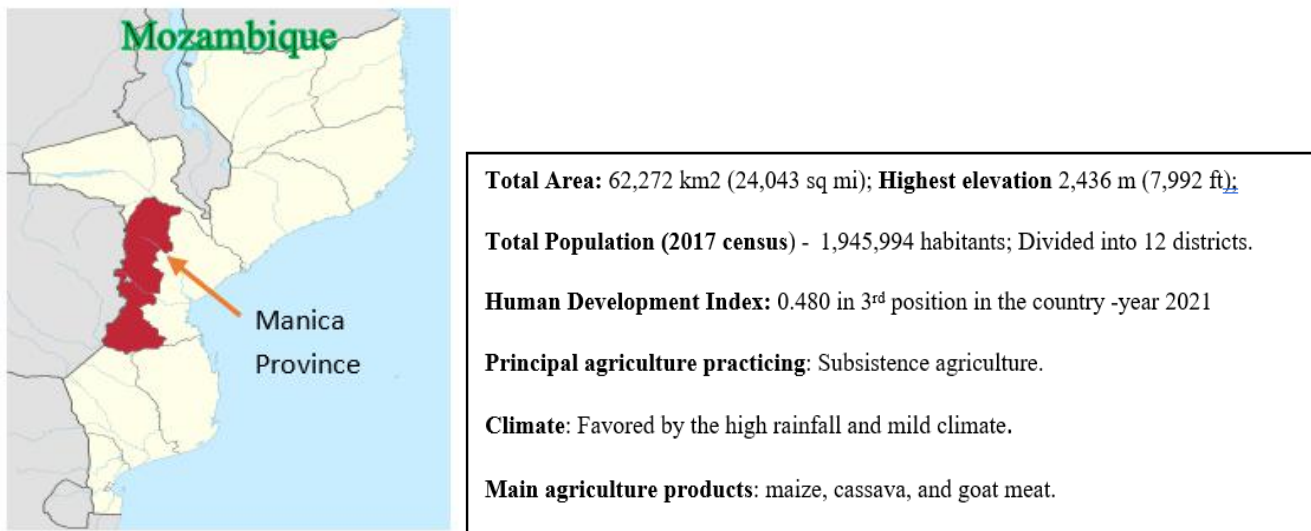 Mozambique
Manica
Province
Total Area: 62,272 km2 (24,043 sq mi); Highest elevation 2,436 m (7,992 ft);
Total Population (2017 census) - 1,945,994 habitants; Divided into 12 districts.
Human Development Index: 0.480 in 3rd position in the country -year 2021
Principal agriculture practicing: Subsistence agriculture.
Climate: Favored by the high rainfall and mild climate.
Main agriculture products: maize, cassava, and goat meat.